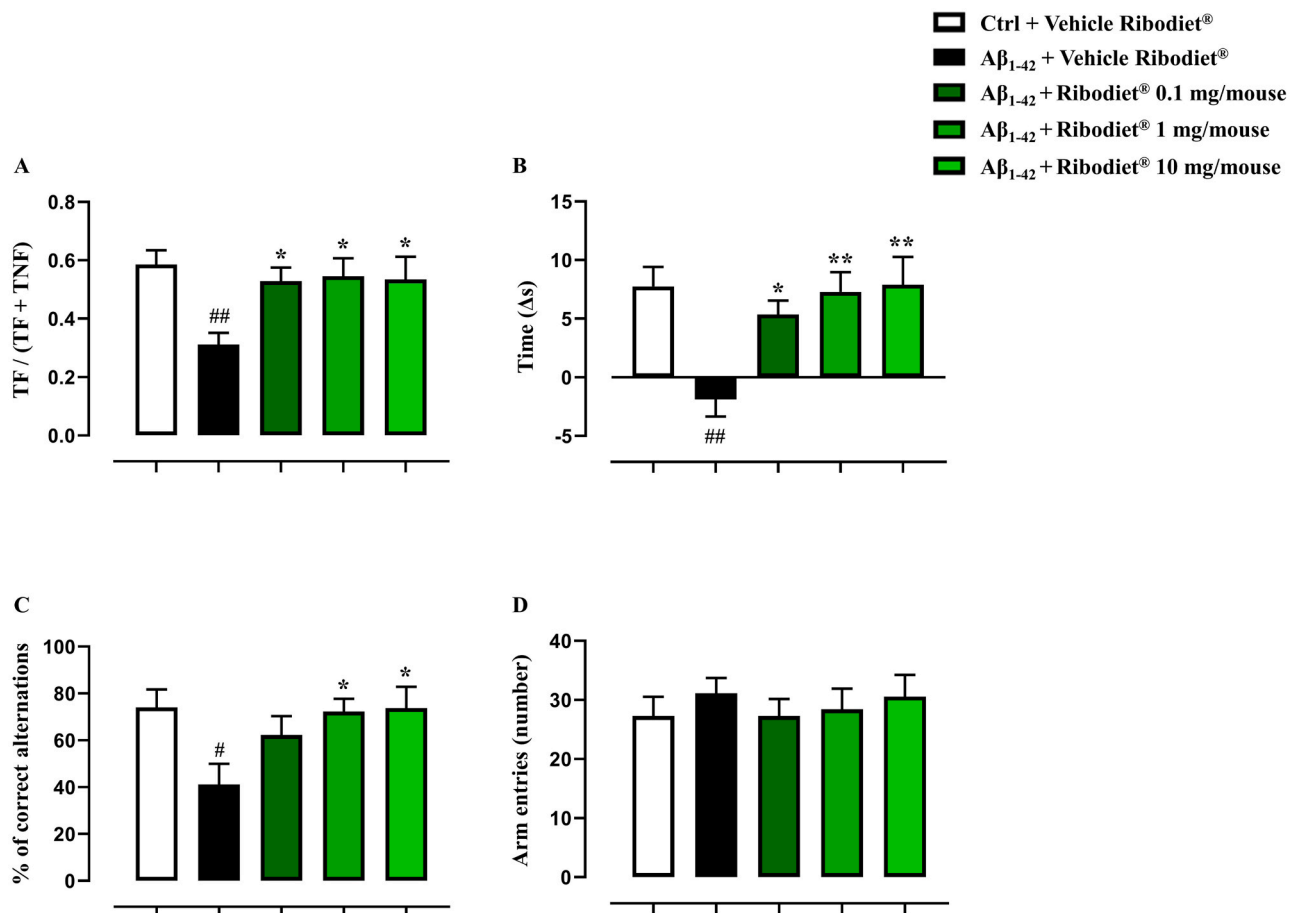 Ctrl + Vehicle Ribodiet®
Aβ₁₋₄₂ + Vehicle Ribodiet®
Aβ₁₋₄₂ + Ribodiet® 0.1 mg/mouse
Aβ₁₋₄₂ + Ribodiet® 1 mg/mouse
Aβ₁₋₄₂ + Ribodiet® 10 mg/mouse
A
TF / (TF + TNF)
0.8
0.6
0.4
0.2
0.0
##
*
*
*
B
Time (Δs)
15
10
5
0
-5
##
*
**
**
C
% of correct alternations
100
80
60
40
20
0
#
*
*
D
Arm entries (number)
40
30
20
10
0